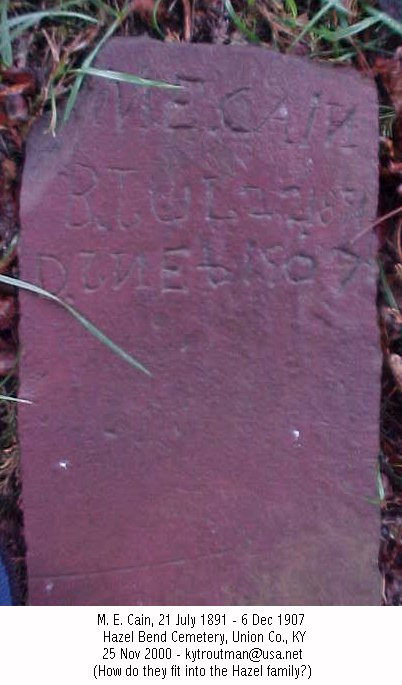 E. CAIN
B. JUL
D.
M. E. Cain, 21 July 1891 - 6 Dec 1907
Hazel Bend Cemetery, Union Co., KY
25 Nov 2000 - kytroutman@usa.net
(How do they fit into the Hazel family?)